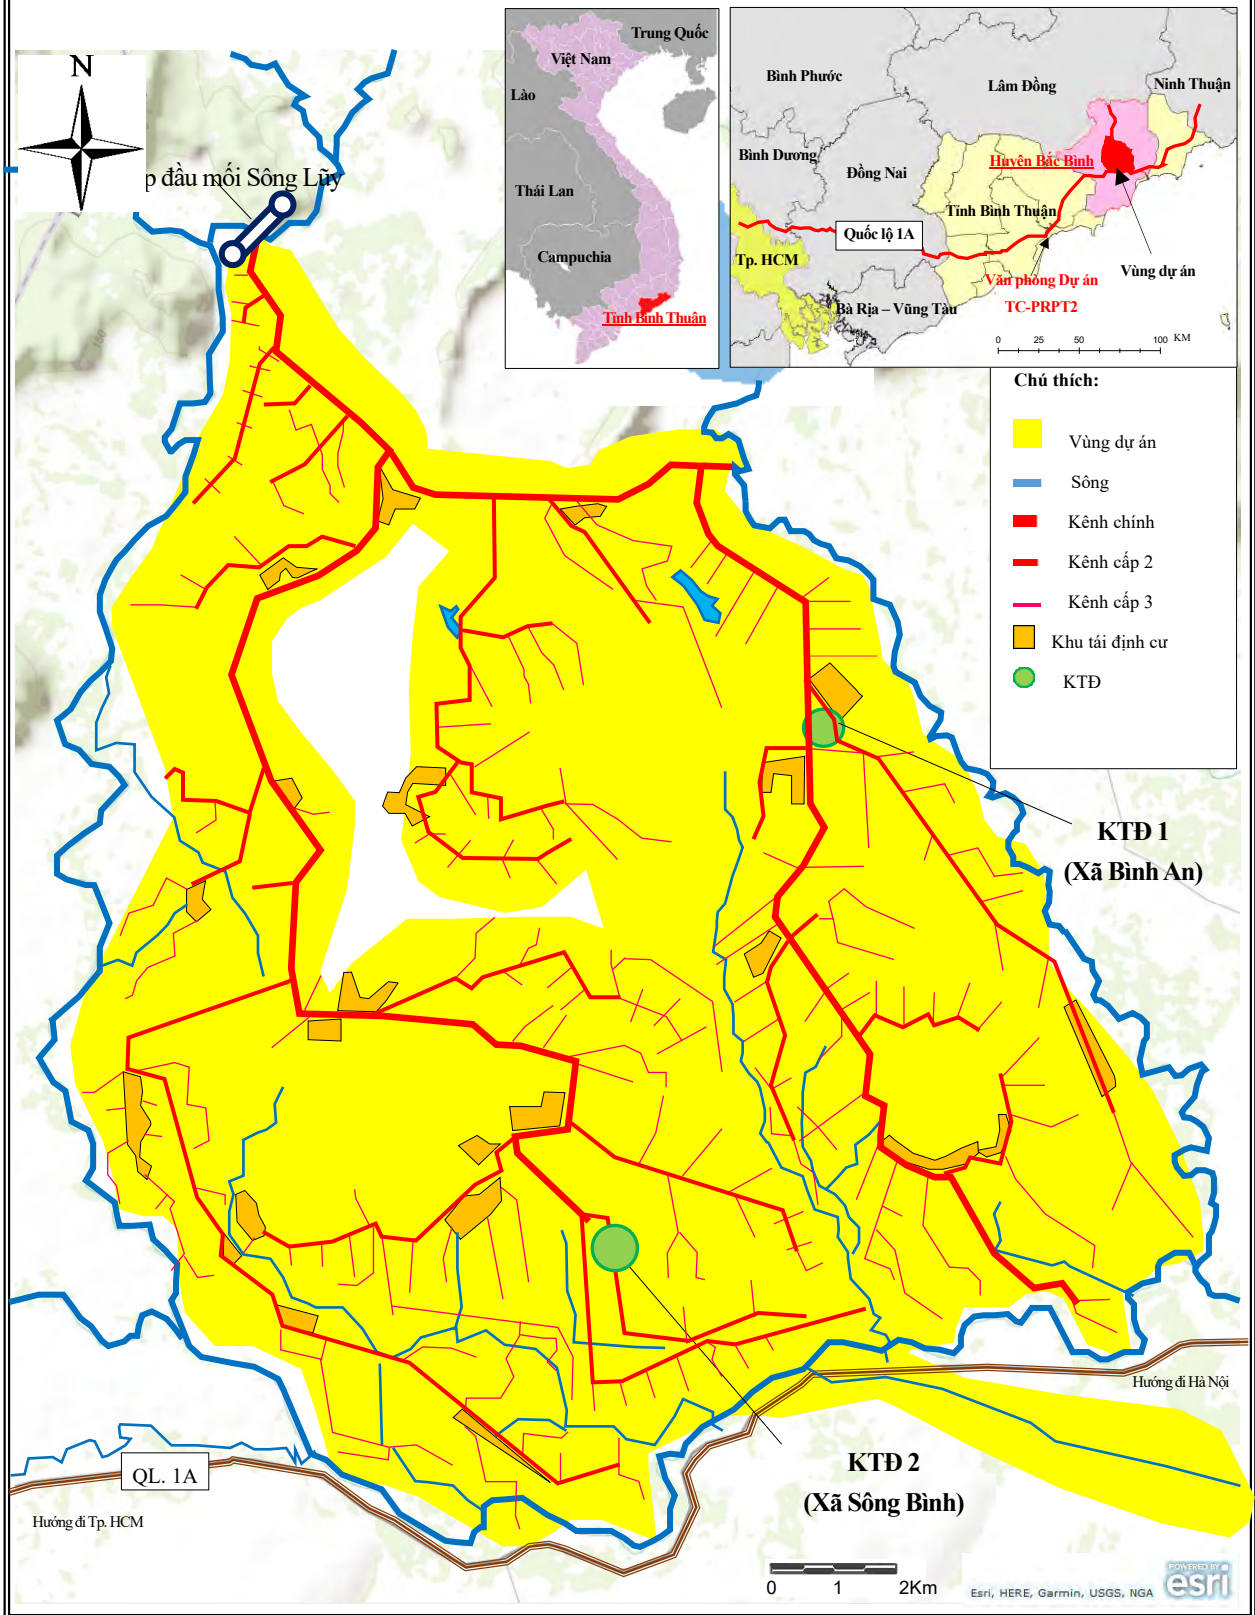 N
p đầu mối Sông Lũy
Trung Quốc
Việt Nam
Lào
Thái Lan
Campuchia
Tỉnh Bình Thuận
Bình Phước
Lâm Đồng
Ninh Thuận
Bình Dương
Đồng Nai
Huyện Bắc Bình
Tỉnh Bình Thuận
Quốc lộ 1A
Tp. HCM
Vùng dự án
Văn phòng Dự án
TC-PRPT2
Bà Rịa – Vũng Tàu
0 25 50 100 KM
Chú thích:
Vùng dự án
Sông
Kênh chính
Kênh cấp 2
Kênh cấp 3
Khu tái định cư
KTĐ
KTĐ 1
(Xã Bình An)
Hướng đi Hà Nội
KTĐ 2
(Xã Sông Bình)
QL. 1A
Hướng đi Tp. HCM
0 1 2Km
Esri, HERE, Garmin, USGS, NGA
POWERED BY
esri